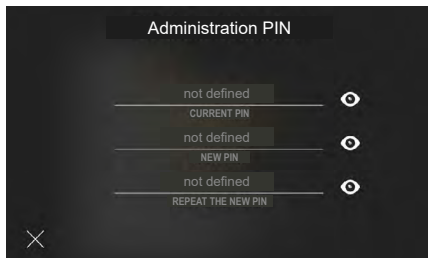 Administration PIN
not defined
CURRENT PIN
not defined
NEW PIN
not defined
REPEAT THE NEW PIN